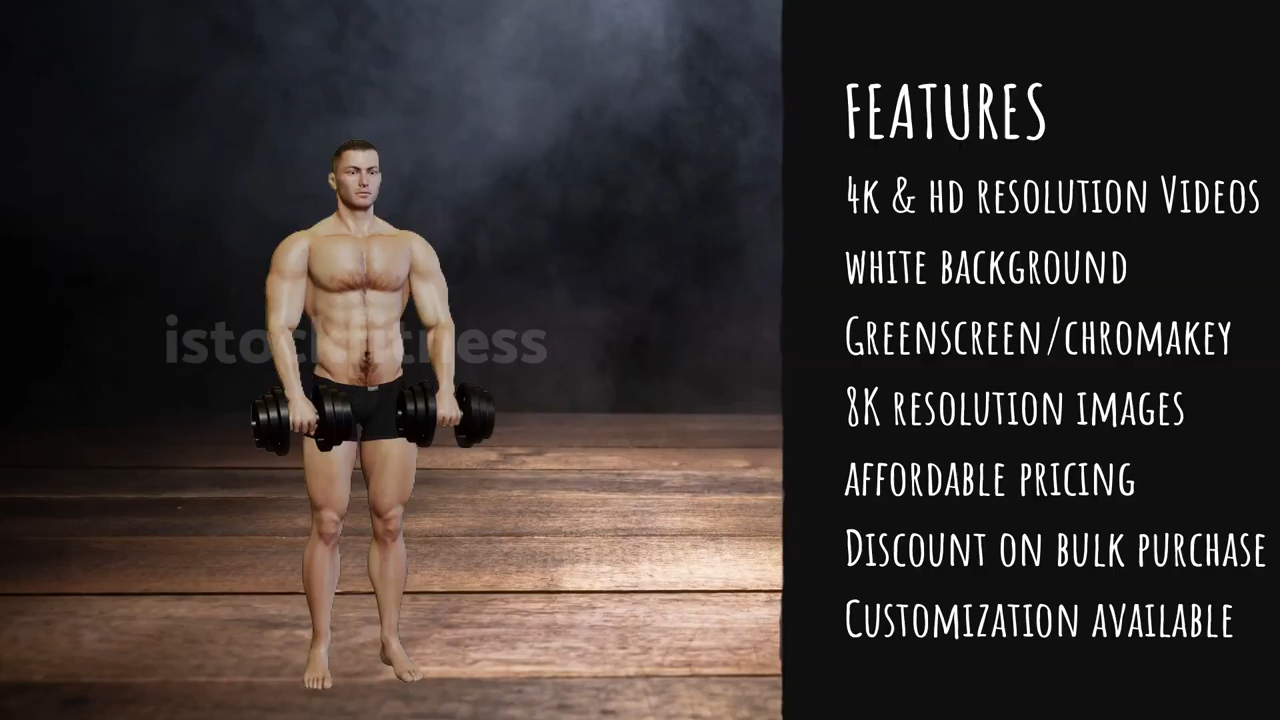 istockfitness
FEATURES
4K & HD RESOLUTION VIDEOS
WHITE BACKGROUND
GREENSCREEN/CHROMAKEY
8K RESOLUTION IMAGES
AFFORDABLE PRICING
DISCOUNT ON BULK PURCHASE
CUSTOMIZATION AVAILABLE